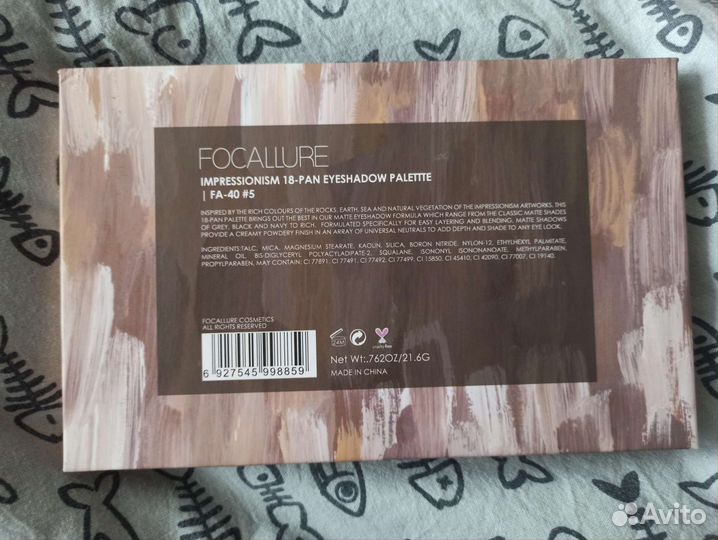 FOCALLURE
IMPRESSIONISM 18-PAN EYESHADOW PALETTE
| FA-40 #5
INSPIRED BY THE RICH COLOURS OF THE ROCKS, EARTH, SEA AND NATURAL VEGETATION OF THE IMPRESSIONISM ARTWORKS. THIS
18-PAN PALETTE BRINGS OUT THE BEST IN OUR MATTE EYESHADOW FORMULA WHICH RANGE FROM THE CLASSIC MATTE SHADES
OF GREY, BLACK AND NAVY TO RICH. FORMULATED SPECIFICALLY FOR EASY LAYERING AND BLENDING, MATTE SHADOWS
PROVIDE A CREAMY POWDERY FINISH IN AN ARRAY OF UNIVERSAL NEUTRALS TO ADD DEPTH AND SHADE TO ANY EYE LOOK.
INGREDIENTS:TALC, MICA, MAGNESIUM STEARATE, KAOLIN, SILICA, BORON NITRIDE, NYLON-12, ETHYLHEXYL PALMITATE,
MINERAL OIL, BIS-DIGLYCERYL POLYACYLADIPATE-2, SQUALANE, ISONONYL ISONONANOATE, METHYLPARABEN,
PROPYLPARABEN, MAY CONTAIN: CI 77891, CI 77491, CI 77492, CI 77499, CI 15850, CI 45410, CI 42090, CI 77007, CI 19140.
FOCALLURE COSMETICS
ALL RIGHTS RESERVED
6 927545 998859
24M
cruelty free
Net Wt:.762OZ/21.6G
MADE IN CHINA
Avito